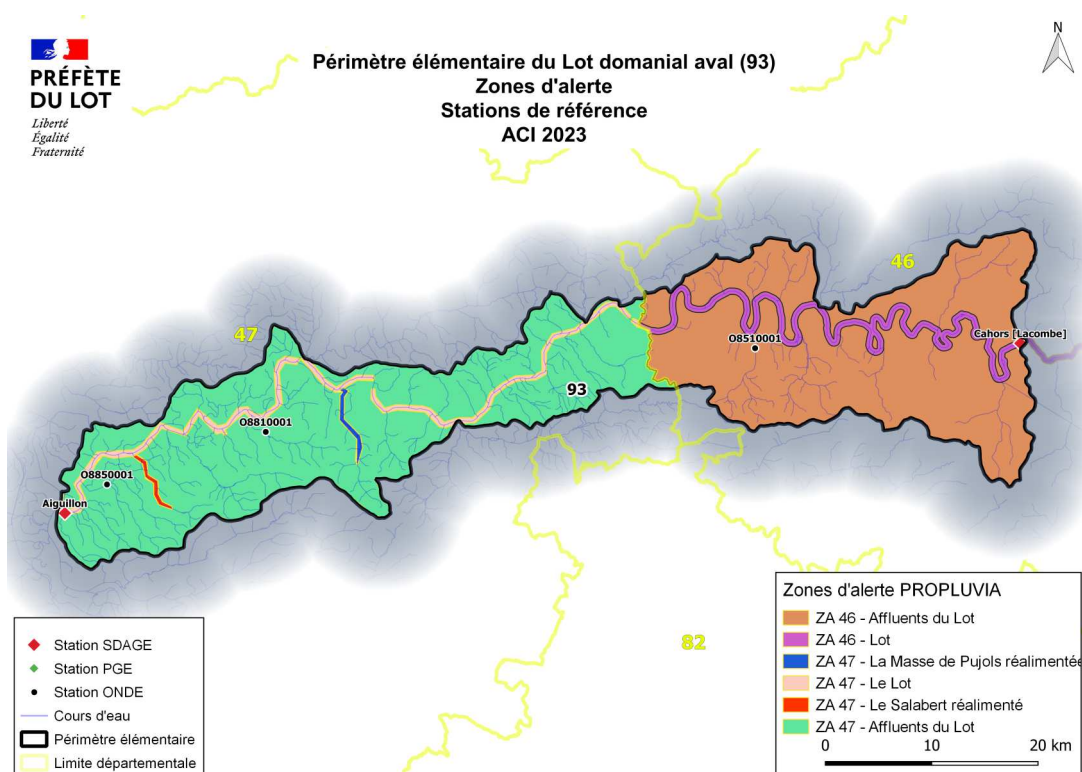 PRÉFÈTE
DU LOT
Liberté
Égalité
Fraternité
Périmètre élémentaire du Lot domanial aval (93)
Zones d'alerte
Stations de référence
ACI 2023
N
46
47
Cahors [Lacombe]
O8510001
93
O8810001
O8850001
Aiguillon
82
Station SDAGE
Station PGE
Station ONDE
Cours d'eau
Périmètre élémentaire
Limite départementale
Zones d'alerte PROPLUVIA
ZA 46 - Affluents du Lot
ZA 46 - Lot
ZA 47 - La Masse de Pujols réalimentée
ZA 47 - Le Lot
ZA 47 - Le Salabert réalimenté
ZA 47 - Affluents du Lot
0 10 20 km